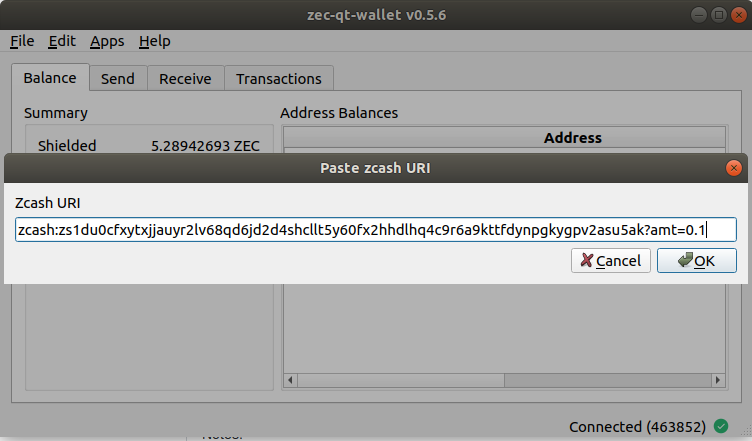 zec-qt-wallet v0.5.6
File Edit Apps Help
Balance Send Receive Transactions
Summary Address Balances
Shielded 5.28942693 ZEC Address
Paste zcash URI
Zcash URI
zcash:zs1du0cfxytxjjauyr2lv68qd6jd2d4shcllt5y60fx2hhdlhq4c9r6a9kttfdynpgkygpv2asu5ak?amt=0.1
Cancel OK
Connected (463852)